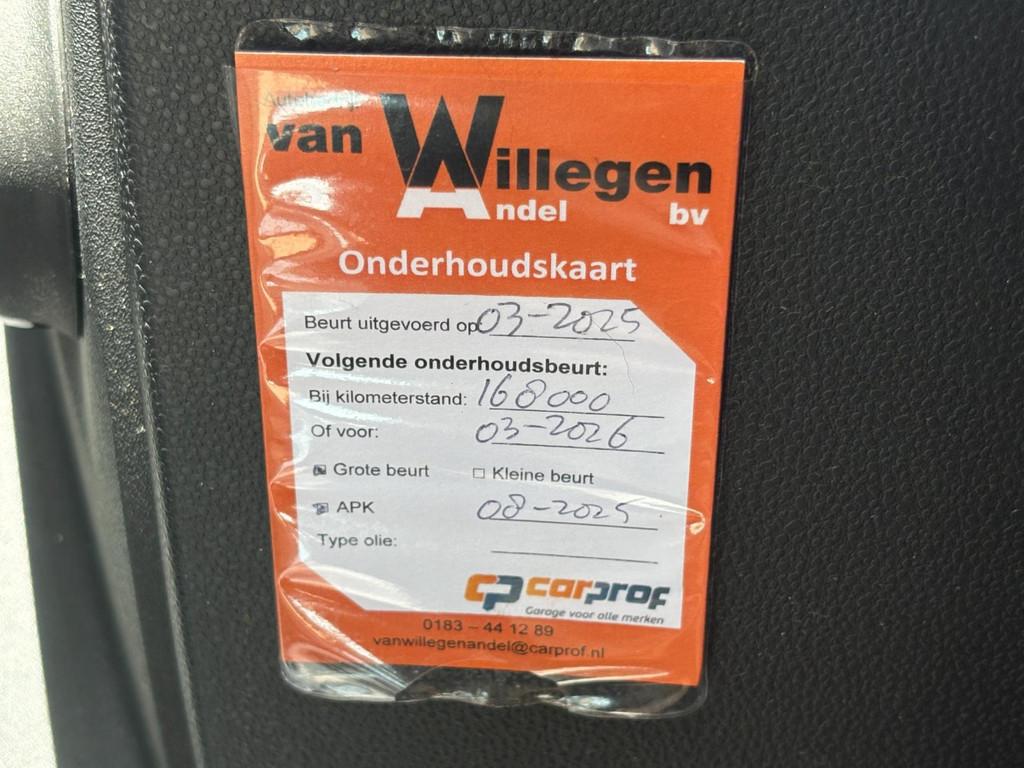 Autobedrijf
van Willegen
Andel bv
Onderhoudskaart
Beurt uitgevoerd op 03-2025
Volgende onderhoudsbeurt:
Bij kilometerstand: 168000
Of voor: 03-2026
Grote beurt Kleine beurt
APK 08-2025
Type olie:
CP carprof
Garage voor alle merken
0183 – 44 12 89
vanwillegenandel@carprof.nl